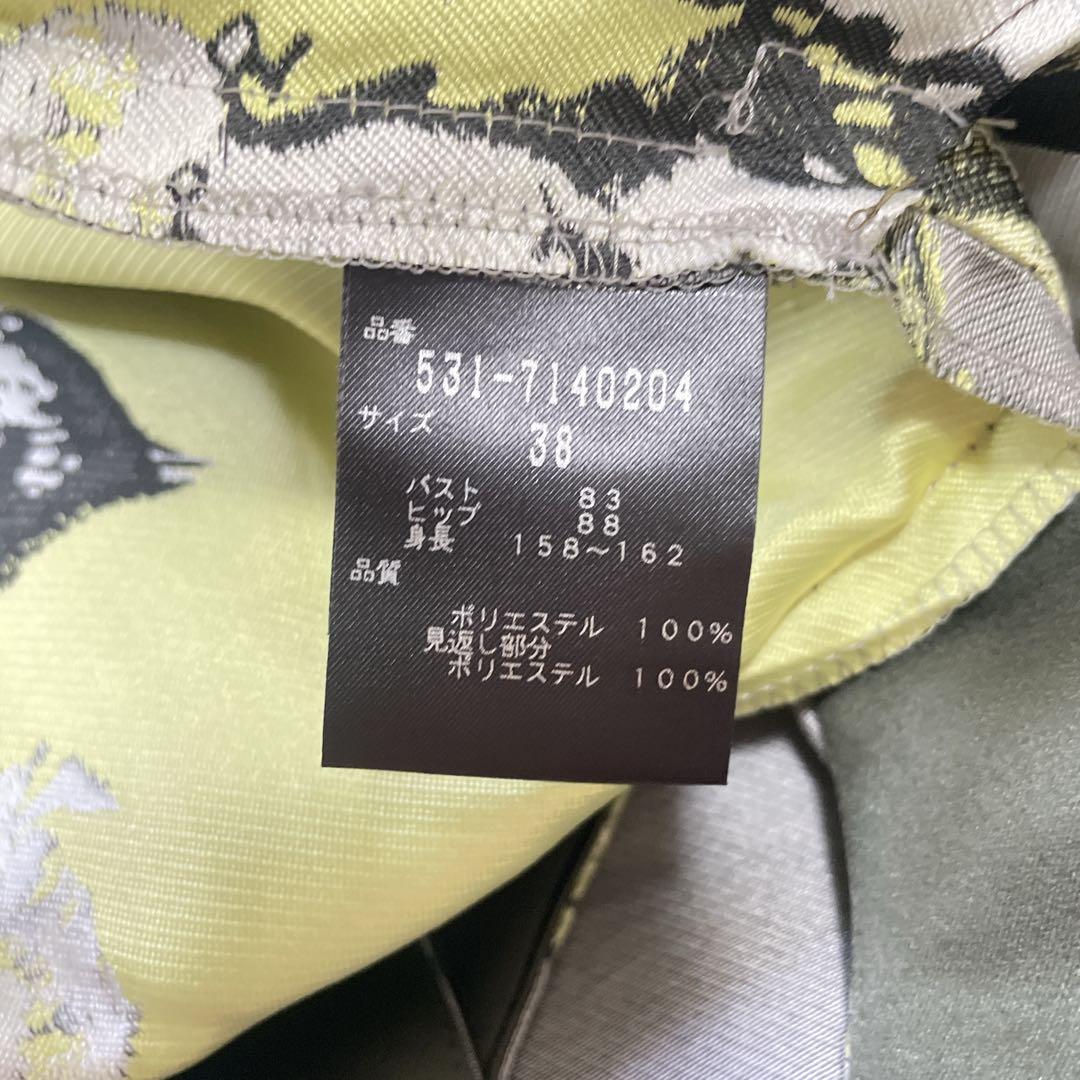 品番
531-7140204
サイズ
38
バスト 83
ヒップ 88
身長 158~162
品質
ポリエステル 100%
見返し部分
ポリエステル 100%